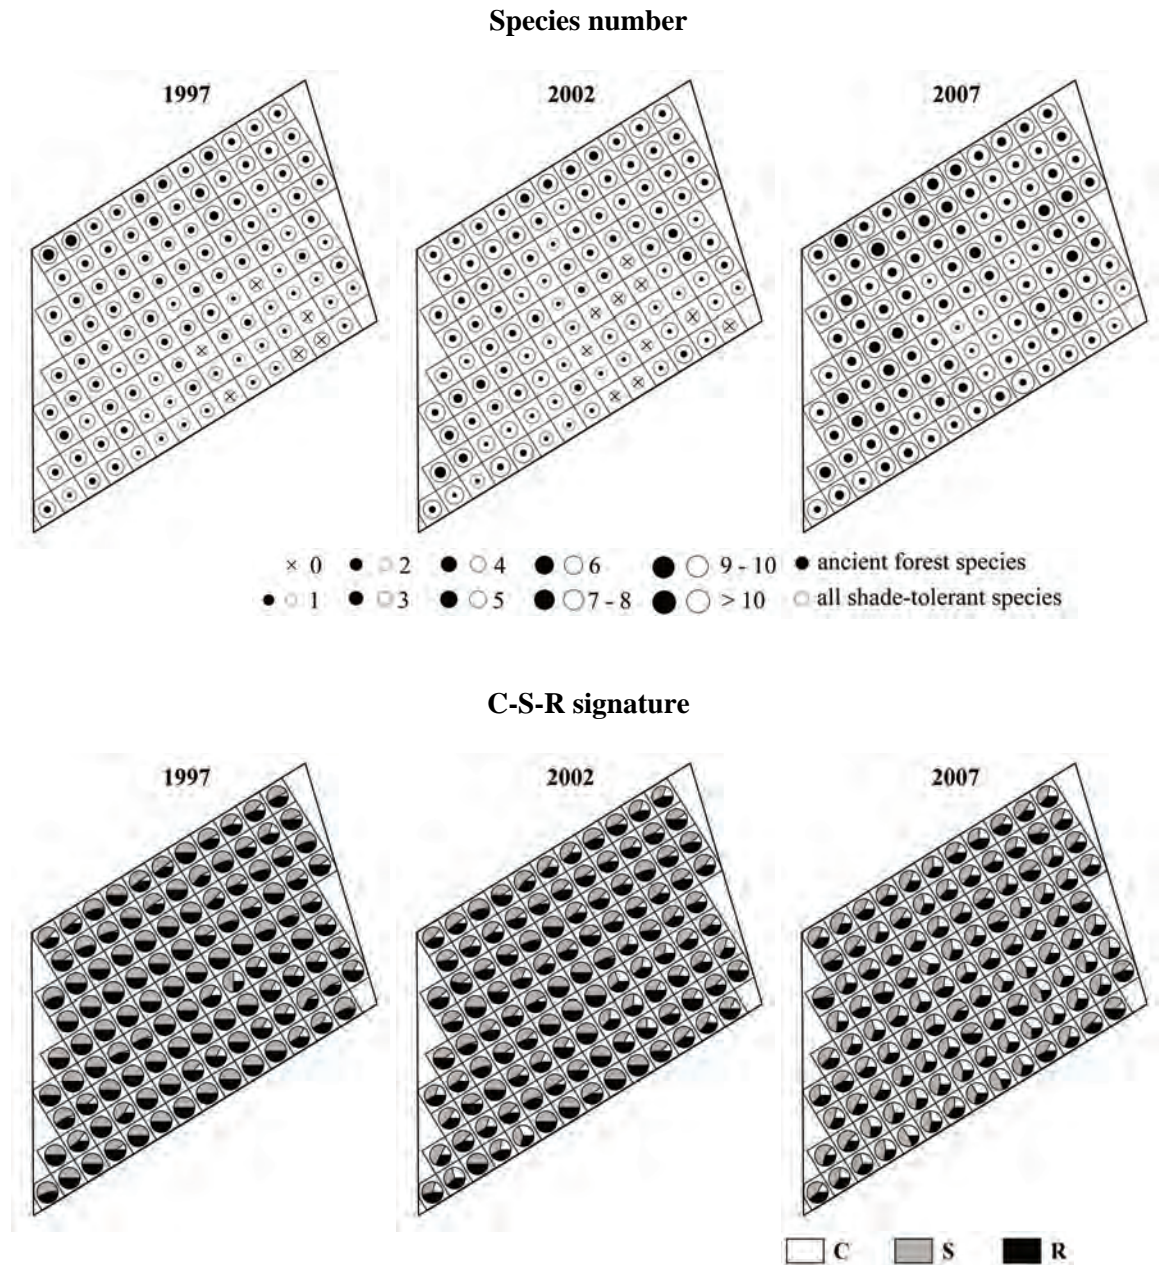 Species number
1997 2002 2007
× 0 2 4 6 9 - 10 ancient forest species
1 3 5 7 - 8 > 10 all shade-tolerant species
C-S-R signature
1997 2002 2007
C S R